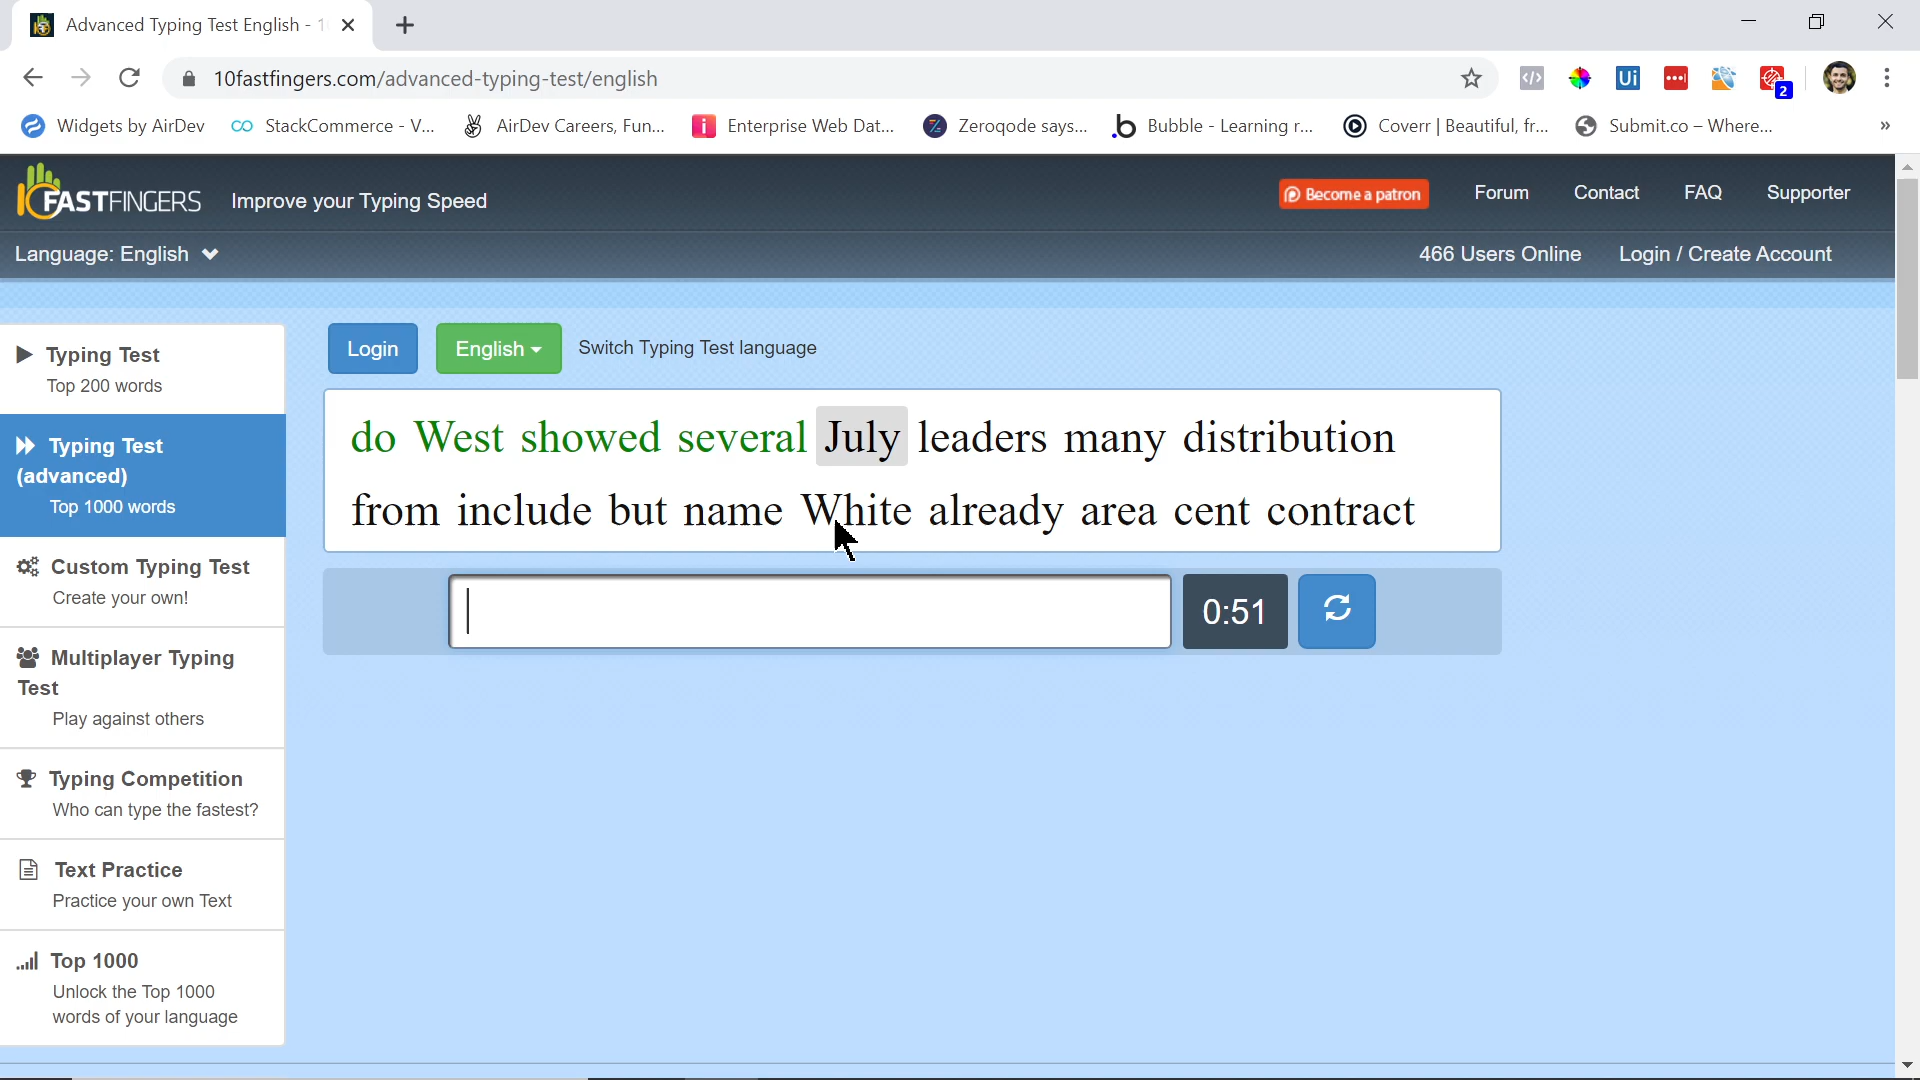 Advanced Typing Test English - 1
10fastfingers.com/advanced-typing-test/english
Ui
2
Widgets by AirDev StackCommerce - V... AirDev Careers, Fun... Enterprise Web Dat... Zeroqode says... Bubble - Learning r... Coverr | Beautiful, fr... Submit.co – Where... »
10FASTFINGERS Improve your Typing Speed Become a patron Forum Contact FAQ Supporter
Language: English 466 Users Online Login / Create Account
Login English Switch Typing Test language
do West showed several July leaders many distribution
from include but name White already area cent contract
0:51
Typing Test
Top 200 words
Typing Test
(advanced)
Top 1000 words
Custom Typing Test
Create your own!
Multiplayer Typing
Test
Play against others
Typing Competition
Who can type the fastest?
Text Practice
Practice your own Text
Top 1000
Unlock the Top 1000
words of your language